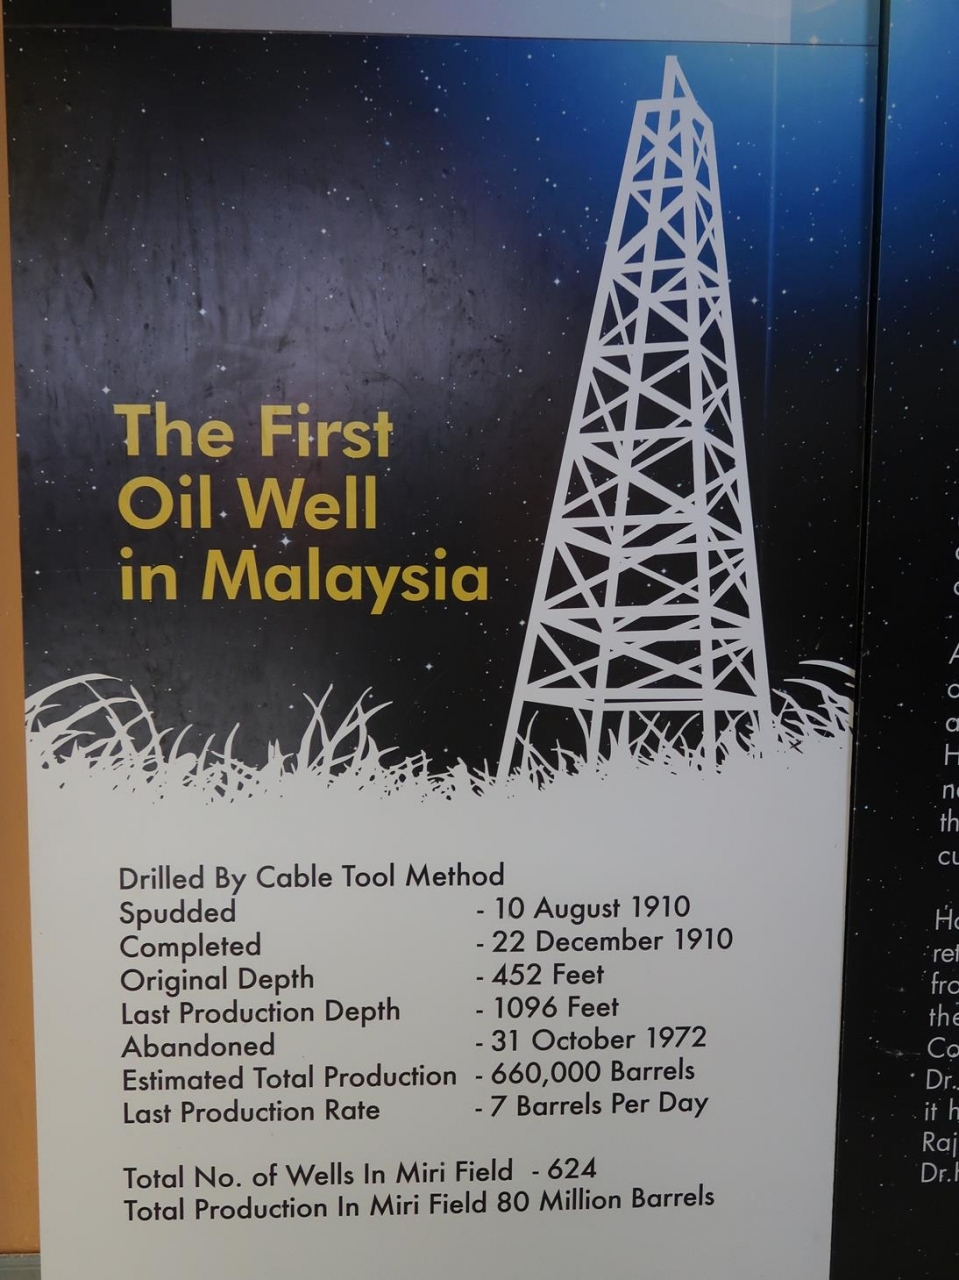 The First
Oil Well
in Malaysia
Drilled By Cable Tool Method
Spudded - 10 August 1910
Completed - 22 December 1910
Original Depth - 452 Feet
Last Production Depth - 1096 Feet
Abandoned - 31 October 1972
Estimated Total Production - 660,000 Barrels
Last Production Rate - 7 Barrels Per Day
Total No. of Wells In Miri Field - 624
Total Production In Miri Field 80 Million Barrels